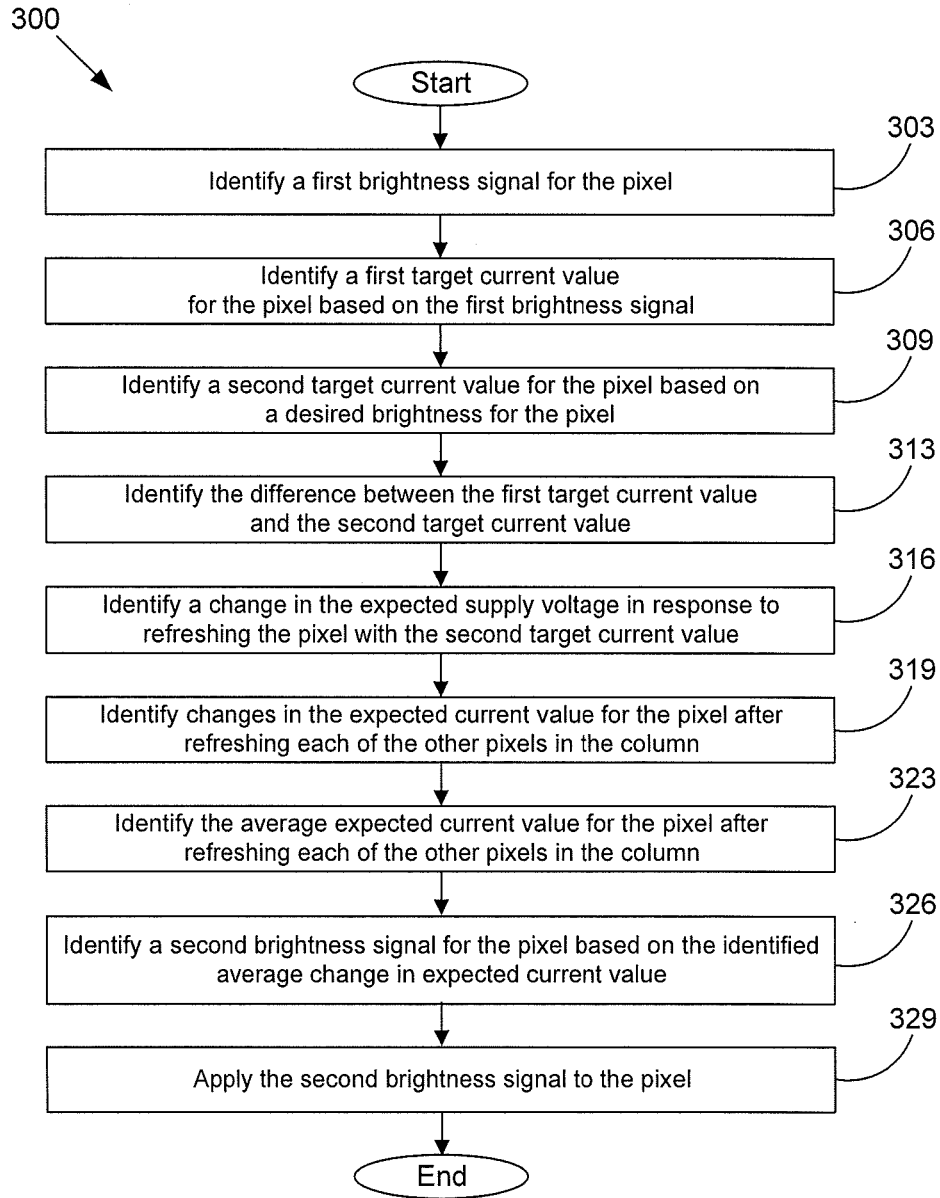 300
Start
303
Identify a first brightness signal for the pixel
306
Identify a first target current value
for the pixel based on the first brightness signal
309
Identify a second target current value for the pixel based on
a desired brightness for the pixel
313
Identify the difference between the first target current value
and the second target current value
316
Identify a change in the expected supply voltage in response to
refreshing the pixel with the second target current value
319
Identify changes in the expected current value for the pixel after
refreshing each of the other pixels in the column
323
Identify the average expected current value for the pixel after
refreshing each of the other pixels in the column
326
Identify a second brightness signal for the pixel based on the identified
average change in expected current value
329
Apply the second brightness signal to the pixel
End